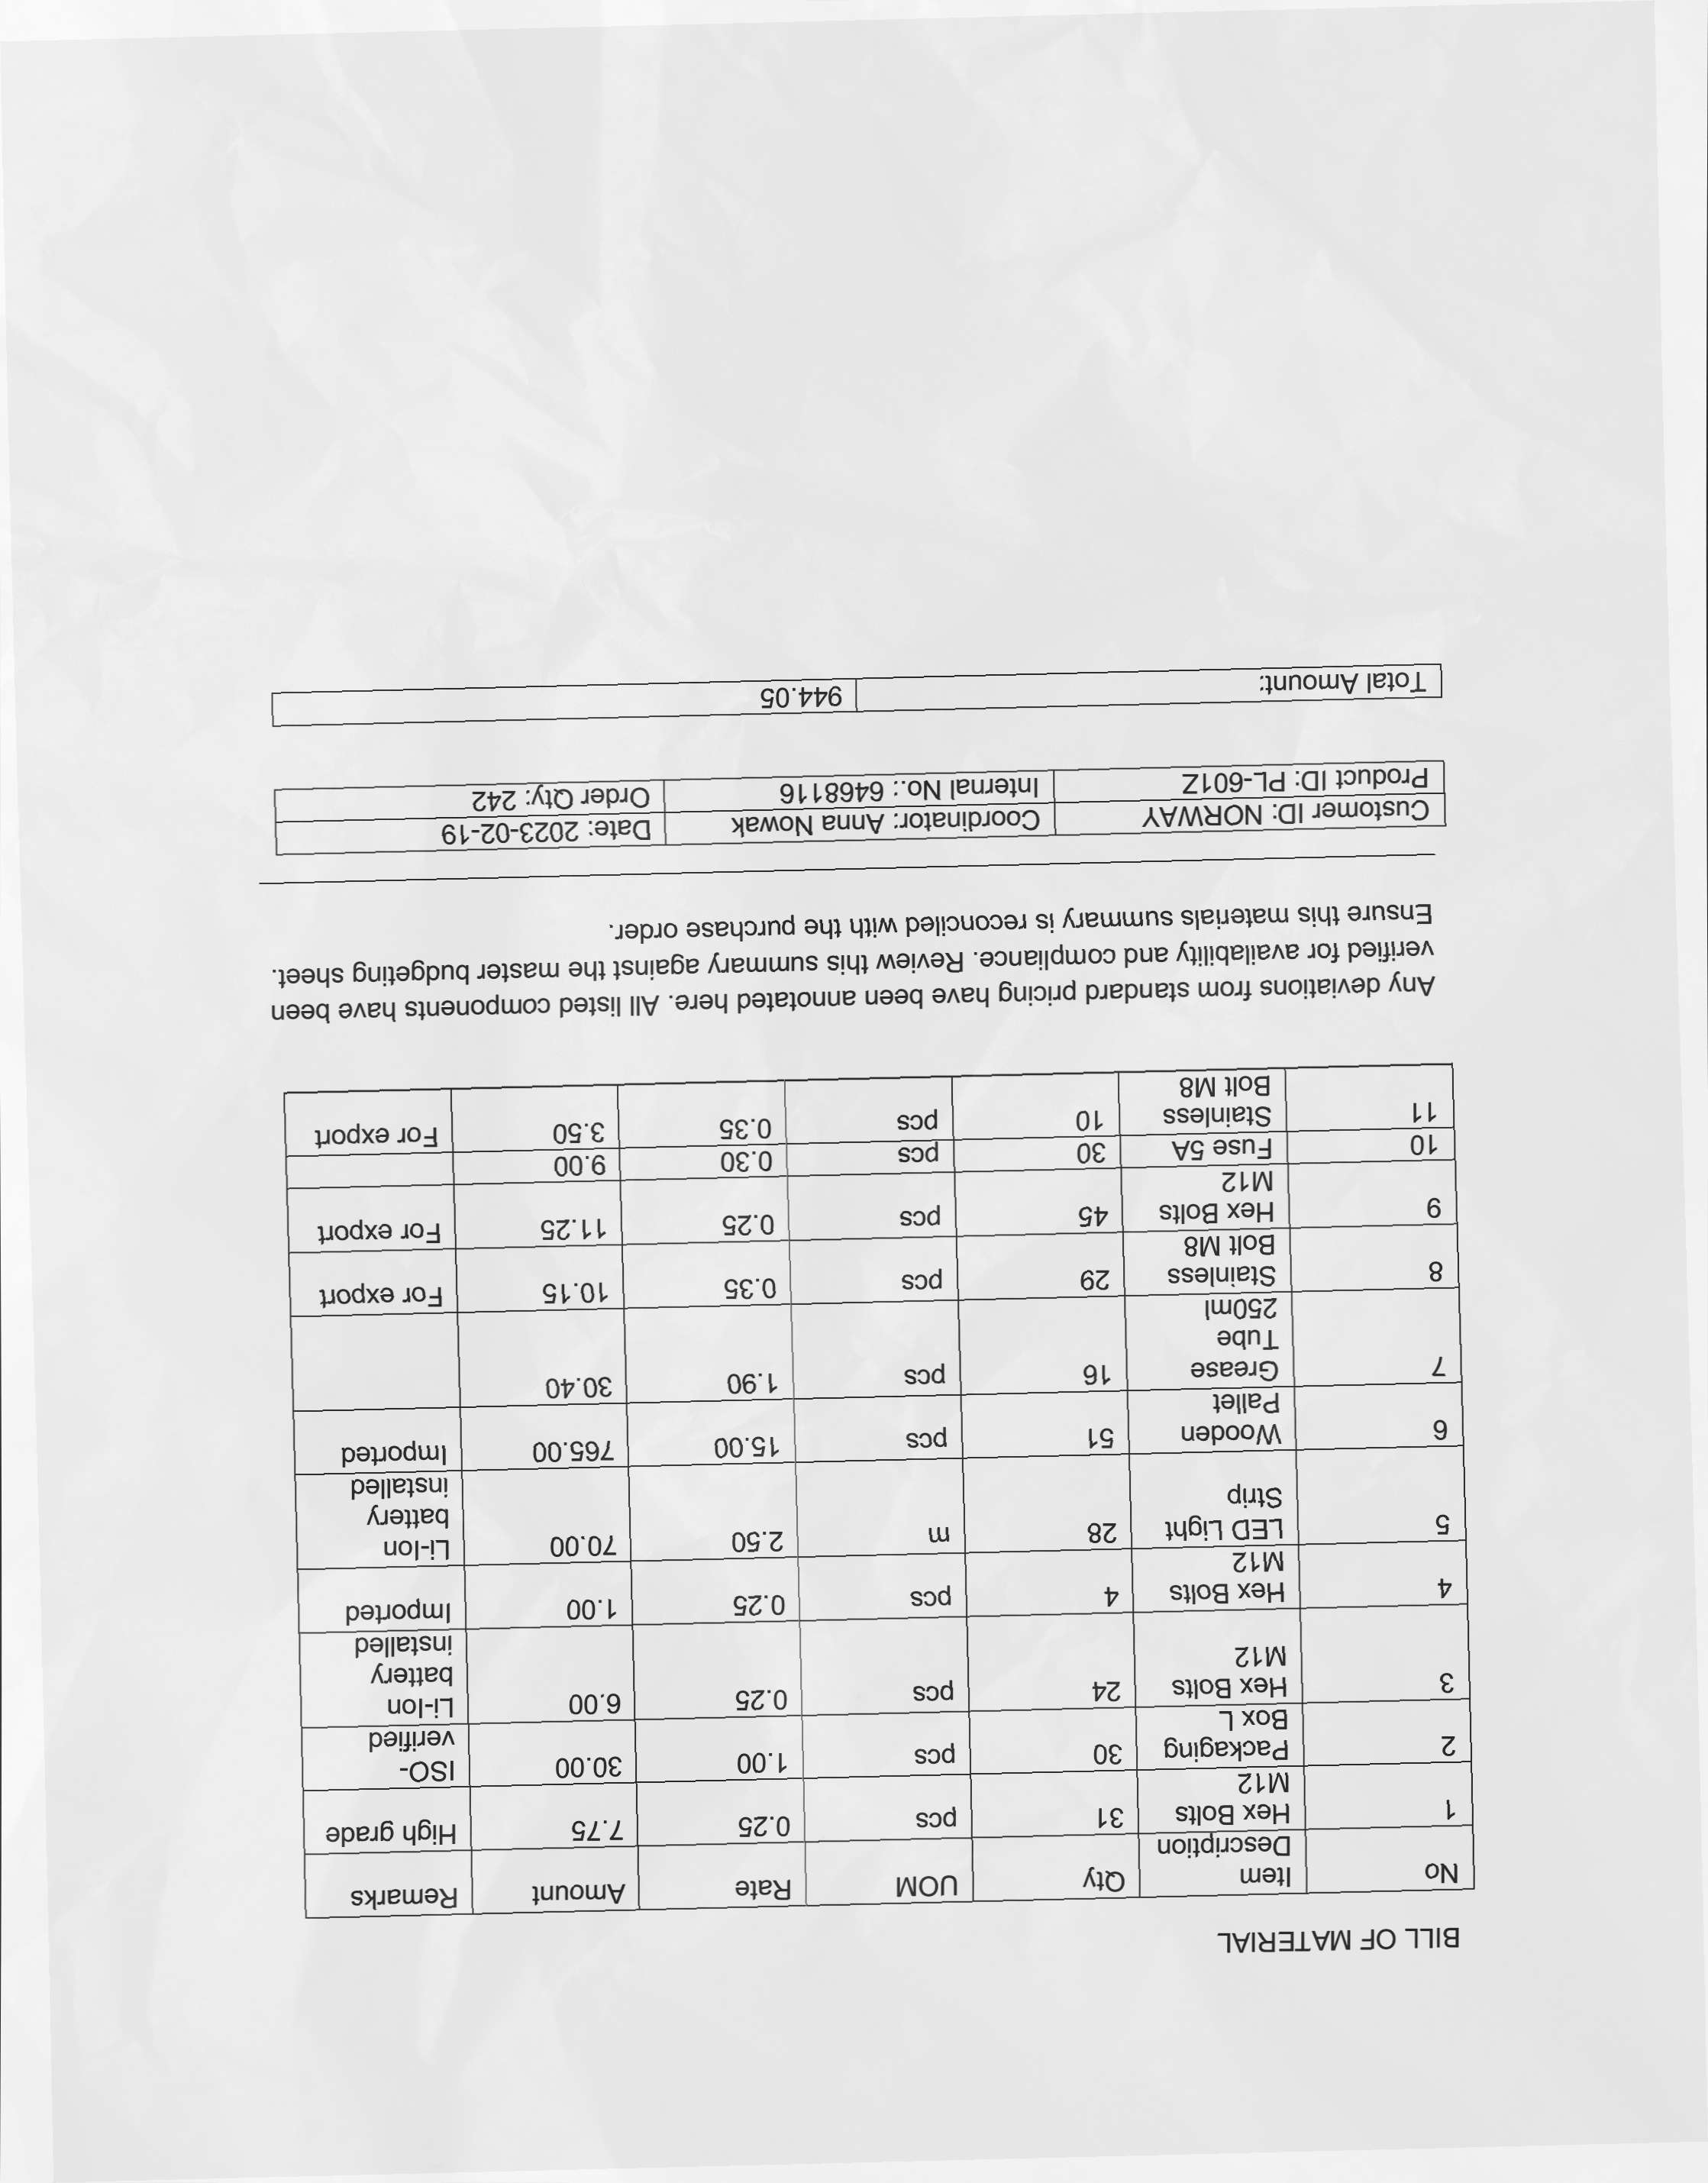 BILL OF MATERIAL
No Item Description Qty UOM Rate Amount Remarks
1 Hex Bolts M12 31 pcs 0.25 7.75 High grade
2 Packaging Box L 30 pcs 1.00 30.00 ISO-verified
3 Hex Bolts M12 24 pcs 0.25 6.00 Li-Ion battery installed
4 Hex Bolts M12 4 pcs 0.25 1.00 Imported
5 LED Light Strip 28 m 2.50 70.00 Li-Ion battery installed
6 Wooden Pallet 51 pcs 15.00 765.00 Imported
7 Grease Tube 250ml 16 pcs 1.90 30.40
8 Stainless Bolt M8 29 pcs 0.35 10.15 For export
9 Hex Bolts M12 45 pcs 0.25 11.25 For export
10 Fuse 5A 30 pcs 0.30 9.00
11 Stainless Bolt M8 10 pcs 0.35 3.50 For export
Any deviations from standard pricing have been annotated here. All listed components have been
verified for availability and compliance. Review this summary against the master budgeting sheet.
Ensure this materials summary is reconciled with the purchase order.
Customer ID: NORWAY Coordinator: Anna Nowak Date: 2023-02-19
Product ID: PL-601Z Internal No.: 6468116 Order Qty: 242
Total Amount: 944.05